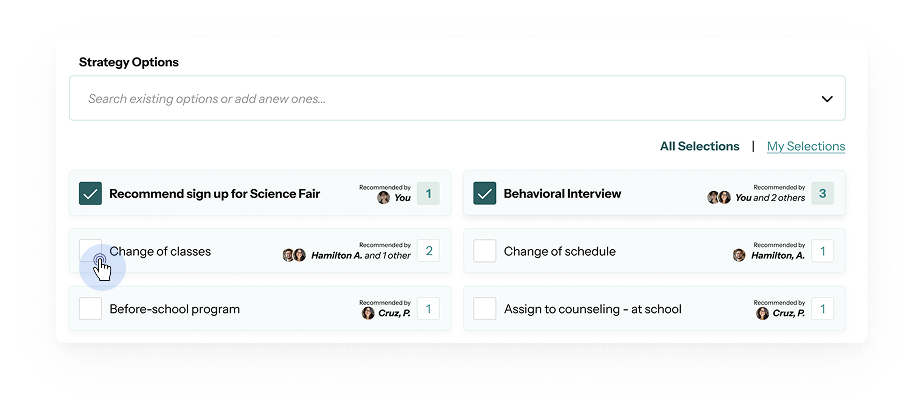 Strategy Options
Search existing options or add anew ones...
All Selections | My Selections
Recommend sign up for Science Fair
Recommended by
You
1
Behavioral Interview
Recommended by
You and 2 others
3
Change of classes
Recommended by
Hamilton A. and 1 other
2
Change of schedule
Recommended by
Hamilton, A.
1
Before-school program
Recommended by
Cruz, P.
1
Assign to counseling - at school
Recommended by
Cruz, P.
1